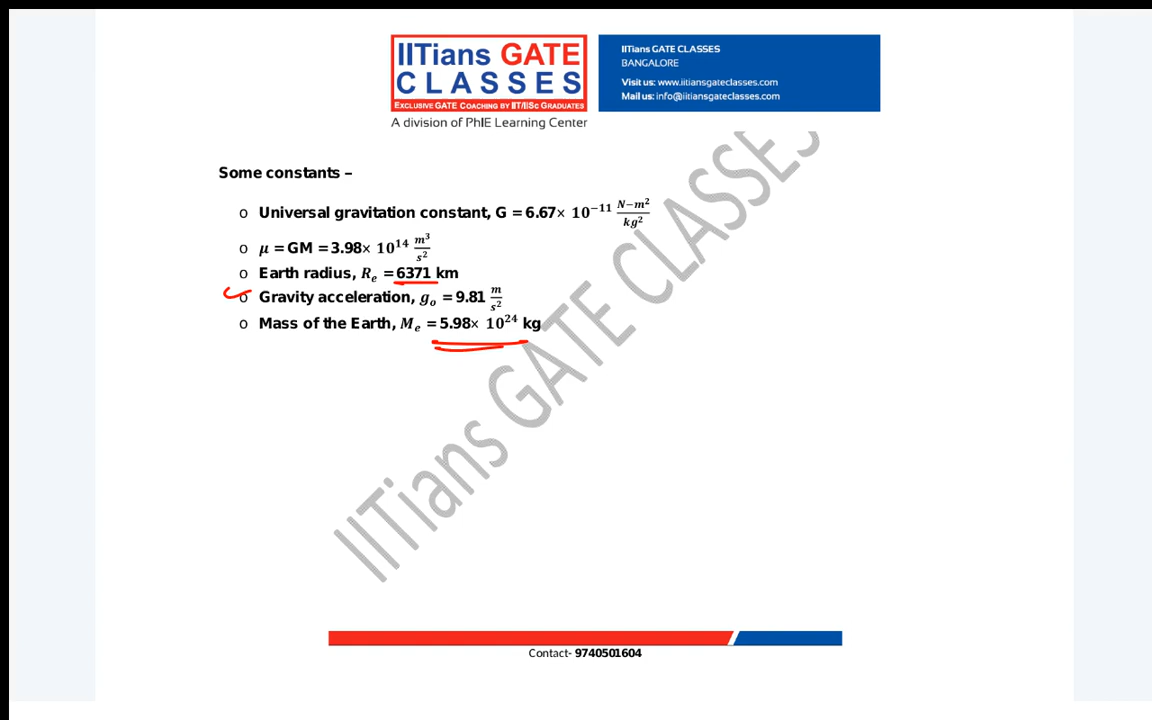 IITians GATE
CLASSES
EXCLUSIVE GATE COACHING BY IIT/IISc GRADUATES
A division of PhIE Learning Center
IITians GATE CLASSES
BANGALORE
Visit us: www.iitiansgateclasses.com
Mail us: info@iitiansgateclasses.com
Some constants –
o Universal gravitation constant, G = 6.67× 10⁻¹¹ N−m²/kg²
o μ = GM = 3.98× 10¹⁴ m³/s²
o Earth radius, Rₑ = 6371 km
o Gravity acceleration, gₒ = 9.81 m/s²
o Mass of the Earth, Mₑ = 5.98× 10²⁴ kg
IITians GATE CLASSES
Contact- 9740501604